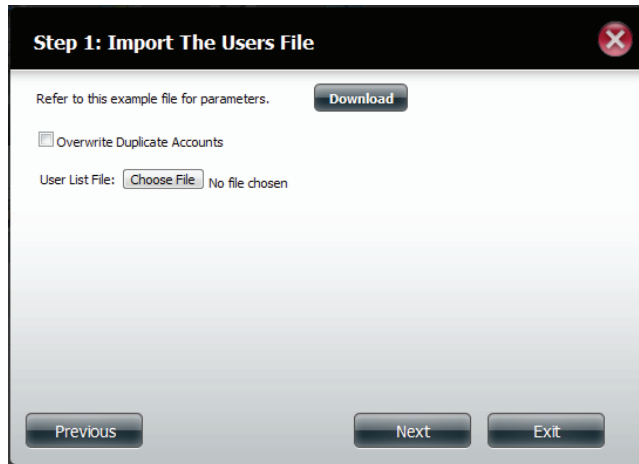 Step 1: Import The Users File
Refer to this example file for parameters. Download
Overwrite Duplicate Accounts
User List File: Choose File No file chosen
Previous Next Exit